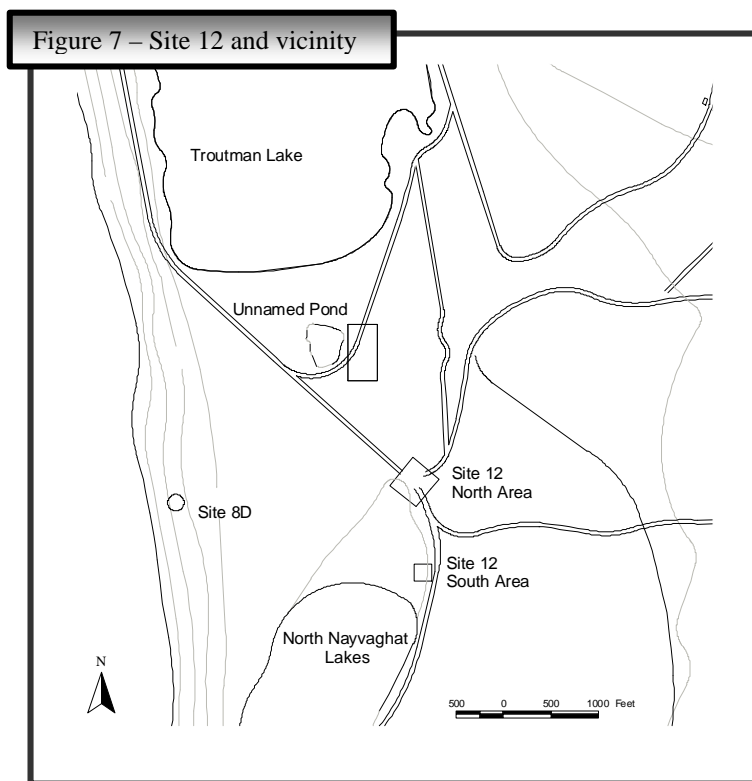 Figure 7 – Site 12 and vicinity
Troutman Lake
Unnamed Pond
Site 12
North Area
Site 8D
Site 12
South Area
North Nayvaghat
Lakes
N
500 0 500 1000 Feet